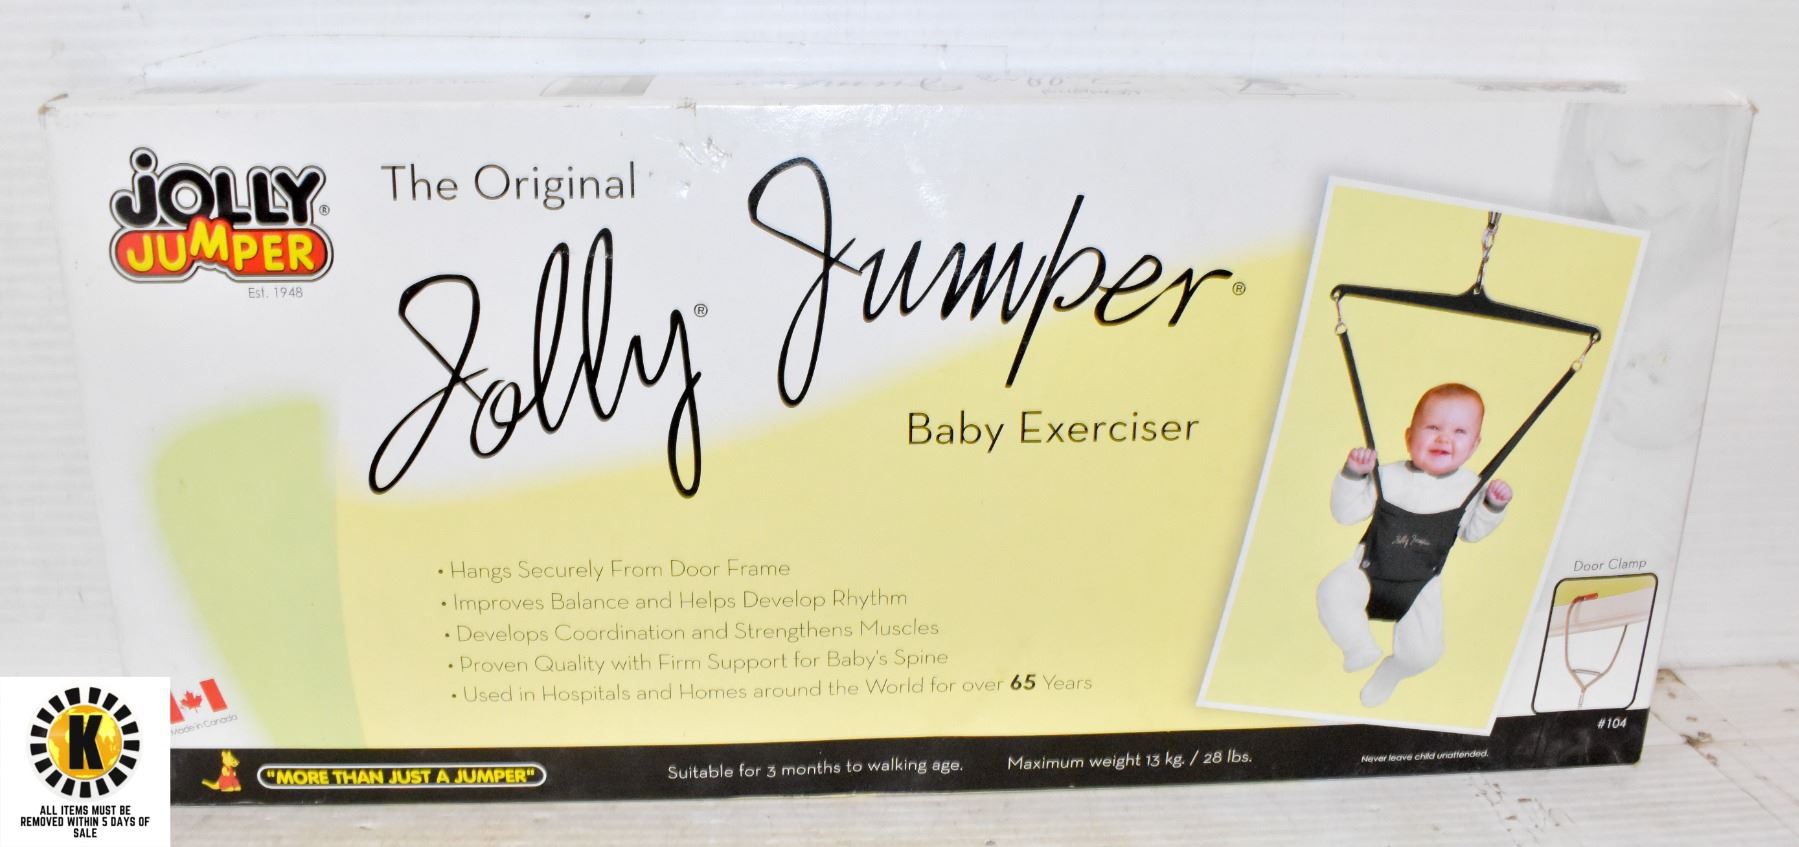 JOLLY®
JUMPER
Est. 1948
The Original
Jolly® Jumper®
Baby Exerciser
• Hangs Securely From Door Frame
• Improves Balance and Helps Develop Rhythm
• Develops Coordination and Strengthens Muscles
• Proven Quality with Firm Support for Baby's Spine
• Used in Hospitals and Homes around the World for over 65 Years
Jolly Jumper
Door Clamp
#104
Made in Canada
"MORE THAN JUST A JUMPER"
Suitable for 3 months to walking age.
Maximum weight 13 kg. / 28 lbs.
Never leave child unattended.
K
ALL ITEMS MUST BE
REMOVED WITHIN 5 DAYS OF
SALE